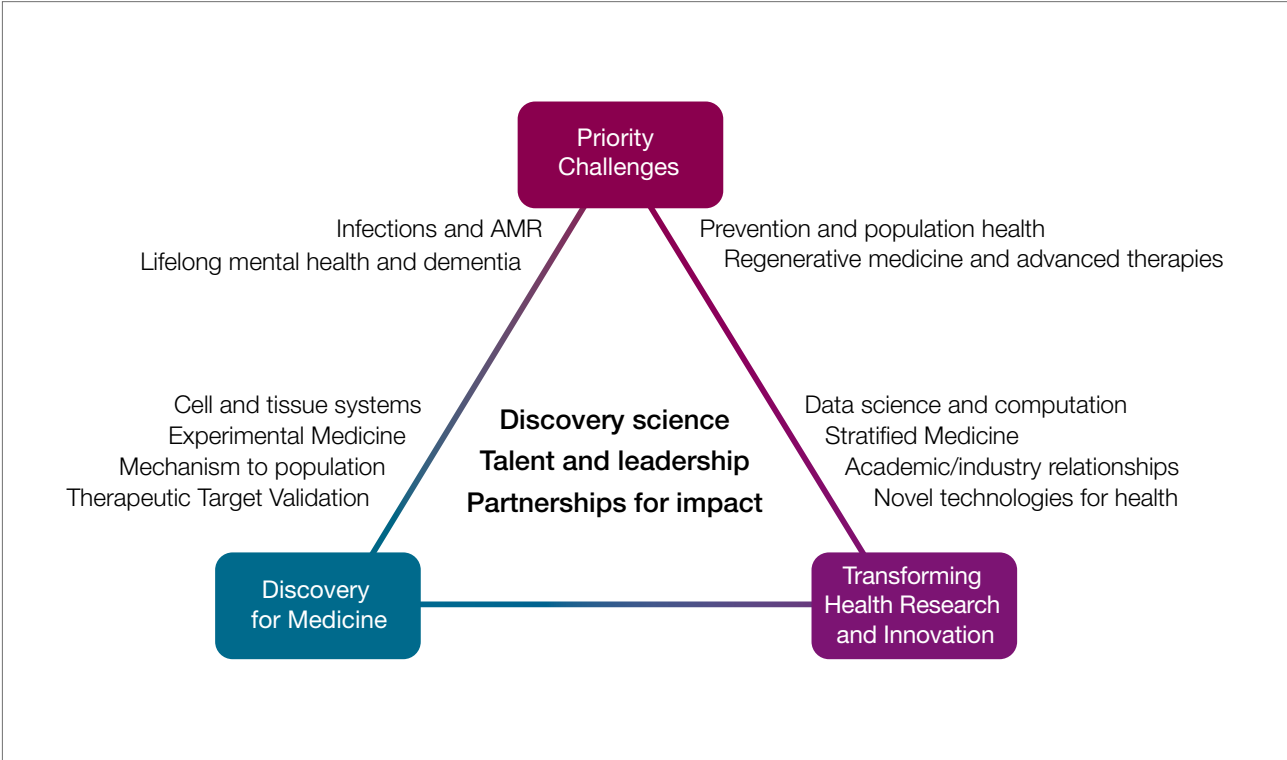 Priority
Challenges
Infections and AMR
Lifelong mental health and dementia
Prevention and population health
Regenerative medicine and advanced therapies
Cell and tissue systems
Experimental Medicine
Mechanism to population
Therapeutic Target Validation
Discovery science
Talent and leadership
Partnerships for impact
Data science and computation
Stratified Medicine
Academic/industry relationships
Novel technologies for health
Discovery
for Medicine
Transforming
Health Research
and Innovation